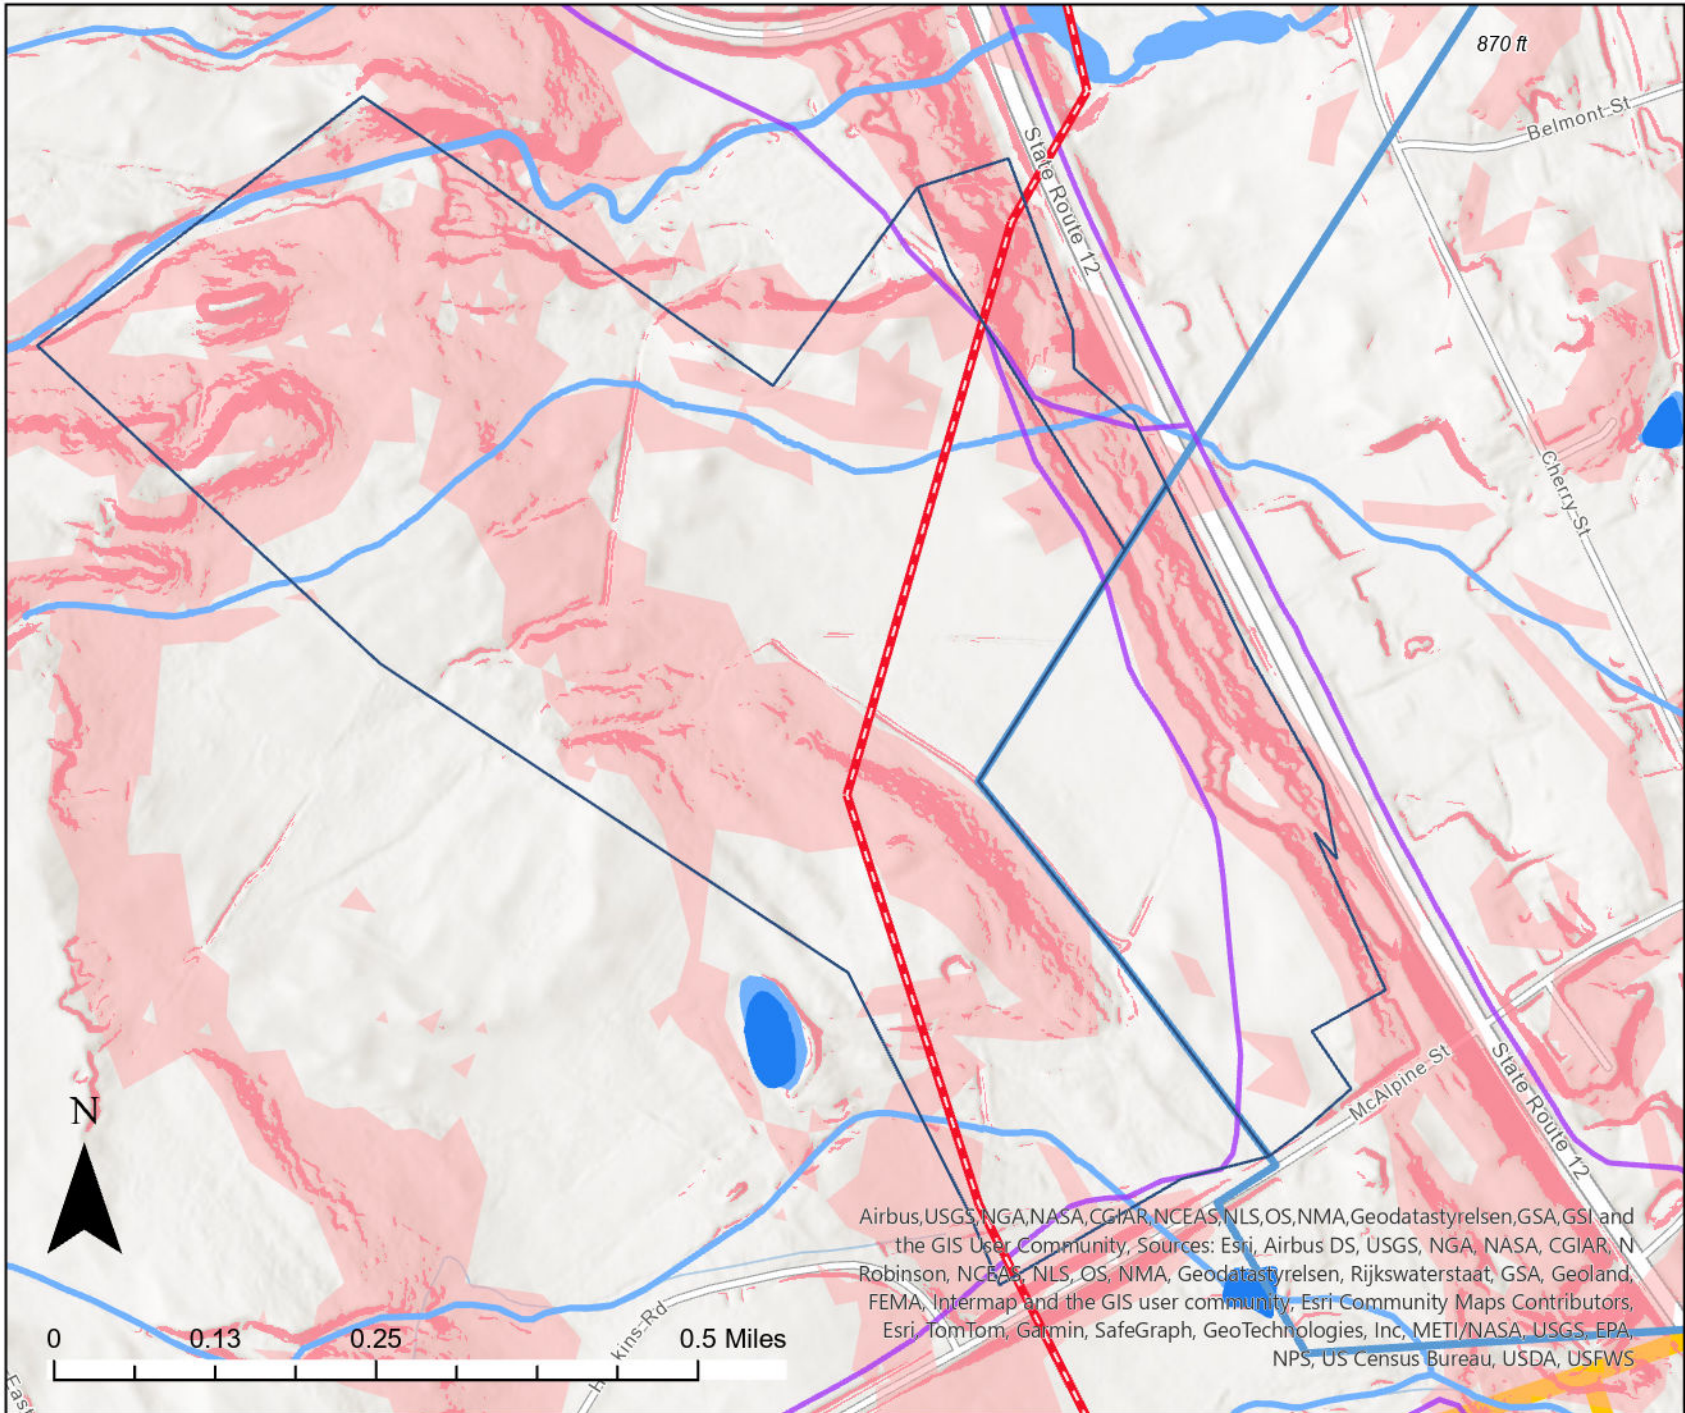 870 ft
Belmont-St
State Route 12
Cherry-St
McAlpine St
State Route 12
N
Airbus,USGS,NGA,NASA,CGIAR,NCEAS,NLS,OS,NMA,Geodatastyrelsen,GSA,GSI and
the GIS User Community, Sources: Esri, Airbus DS, USGS, NGA, NASA, CGIAR, N
Robinson, NCEAS, NLS, OS, NMA, Geodatastyrelsen, Rijkswaterstaat, GSA, Geoland,
FEMA, Intermap and the GIS user community, Esri Community Maps Contributors,
Esri, TomTom, Garmin, SafeGraph, GeoTechnologies, Inc, METI/NASA, USGS, EPA,
NPS, US Census Bureau, USDA, USFWS
kins-Rd
0 0.13 0.25 0.5 Miles
East